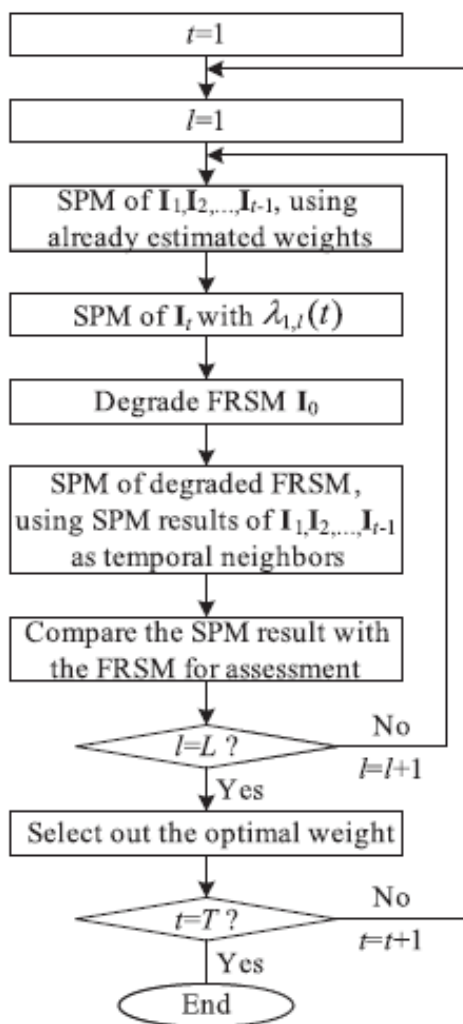 t=1
l=1
SPM of I₁,I₂,...,Iₜ₋₁, using
already estimated weights
SPM of Iₜ with λ₁,ₗ(t)
Degrade FRSM I₀
SPM of degraded FRSM,
using SPM results of I₁,I₂,...,Iₜ₋₁
as temporal neighbors
Compare the SPM result with
the FRSM for assessment
l=L ?
No
l=l+1
Yes
Select out the optimal weight
t=T ?
No
t=t+1
Yes
End